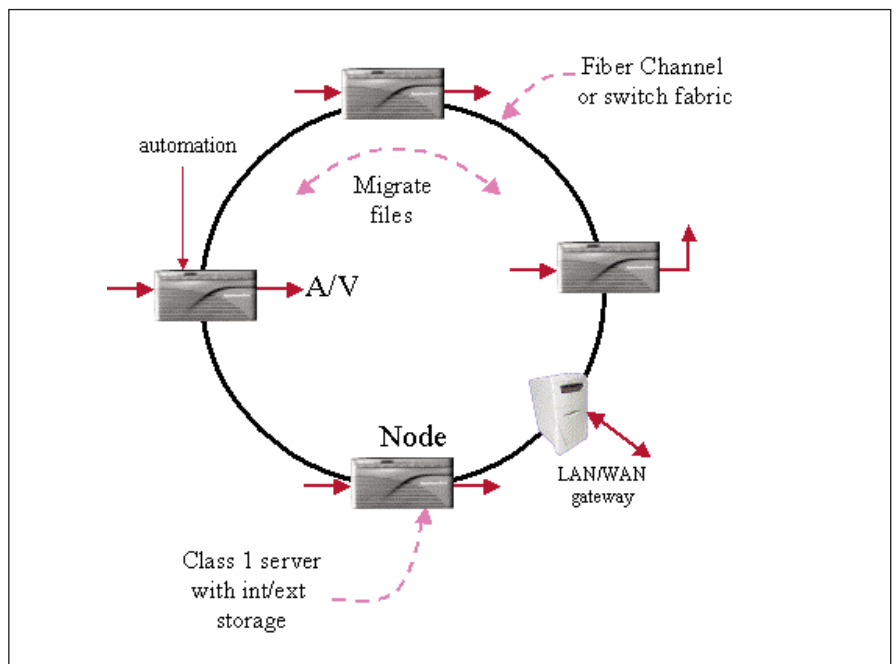 Fiber Channel
or switch fabric
automation
Migrate
files
A/V
Node
LAN/WAN
gateway
Class 1 server
with int/ext
storage